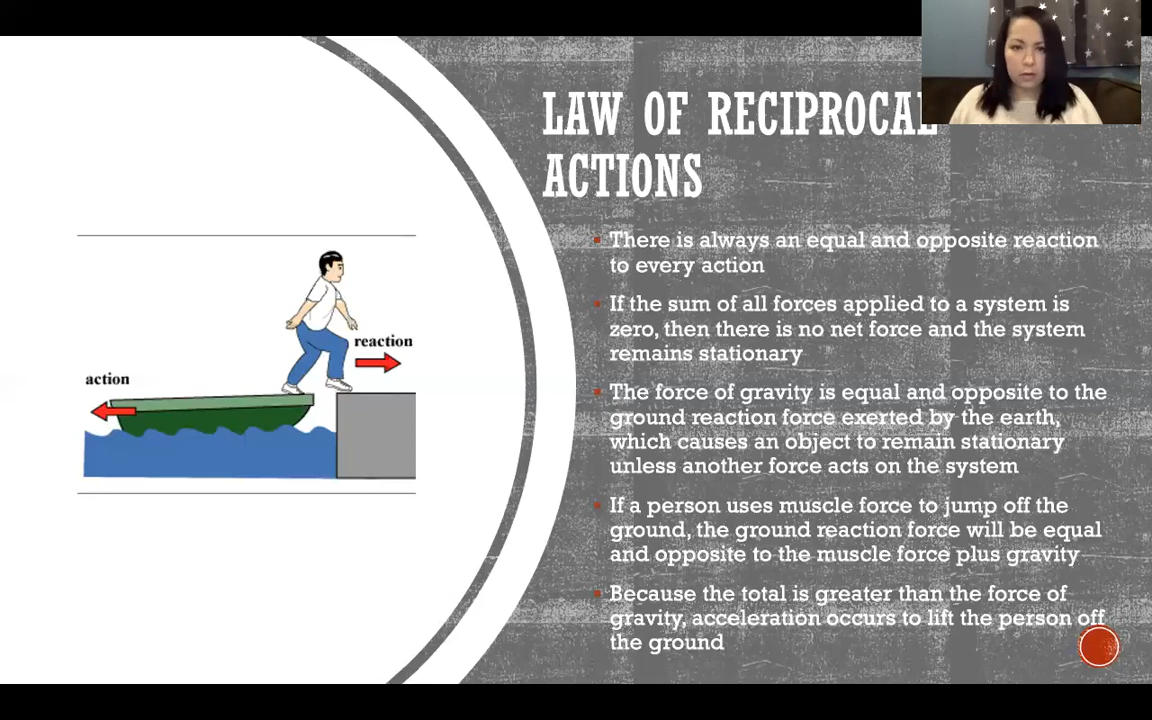 LAW OF RECIPROCAL
ACTIONS
There is always an equal and opposite reaction
to every action
If the sum of all forces applied to a system is
zero, then there is no net force and the system
remains stationary
The force of gravity is equal and opposite to the
ground reaction force exerted by the earth,
which causes an object to remain stationary
unless another force acts on the system
If a person uses muscle force to jump off the
ground, the ground reaction force will be equal
and opposite to the muscle force plus gravity
Because the total is greater than the force of
gravity, acceleration occurs to lift the person off
the ground
reaction
action